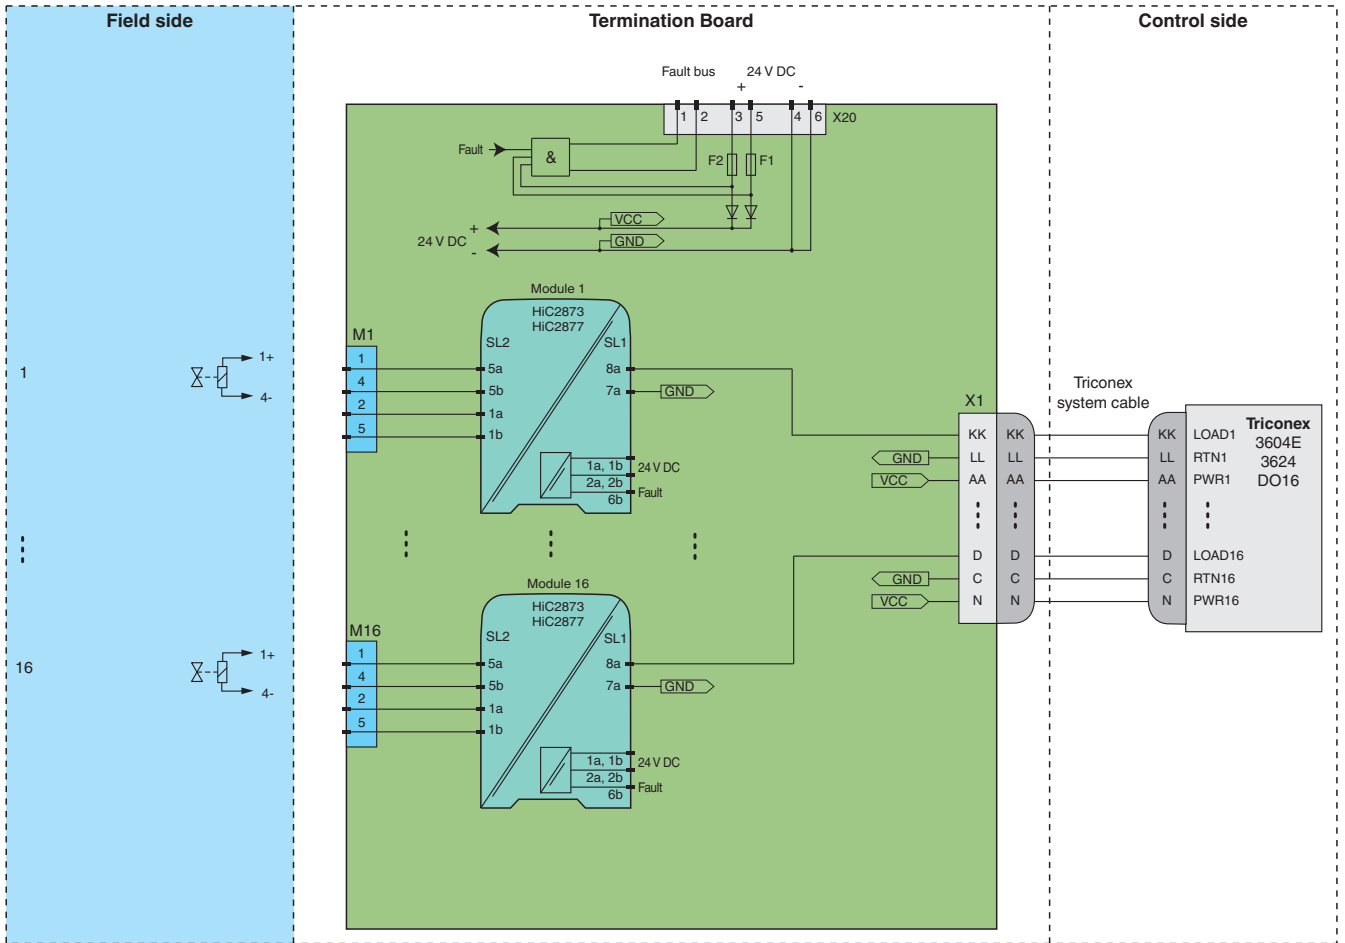 Field side
Termination Board
Control side
Fault bus
24 V DC
+
-
1
2
3
5
4
6
X20
Fault
&
F2
F1
VCC
+
24 V DC
GND
-
Module 1
HiC2873
HiC2877
M1
SL2
SL1
1
1+
4-
1
4
2
5
5a
5b
1a
1b
8a
7a
GND
1a, 1b
2a, 2b
6b
24 V DC
Fault
X1
Triconex
system cable
KK
KK
KK
LOAD1
LL
LL
LL
RTN1
AA
AA
AA
PWR1
GND
VCC
Triconex
3604E
3624
DO16
D
D
D
LOAD16
C
C
C
RTN16
N
N
N
PWR16
GND
VCC
Module 16
HiC2873
HiC2877
M16
SL2
SL1
16
1+
4-
1
4
2
5
5a
5b
1a
1b
8a
7a
GND
1a, 1b
2a, 2b
6b
24 V DC
Fault